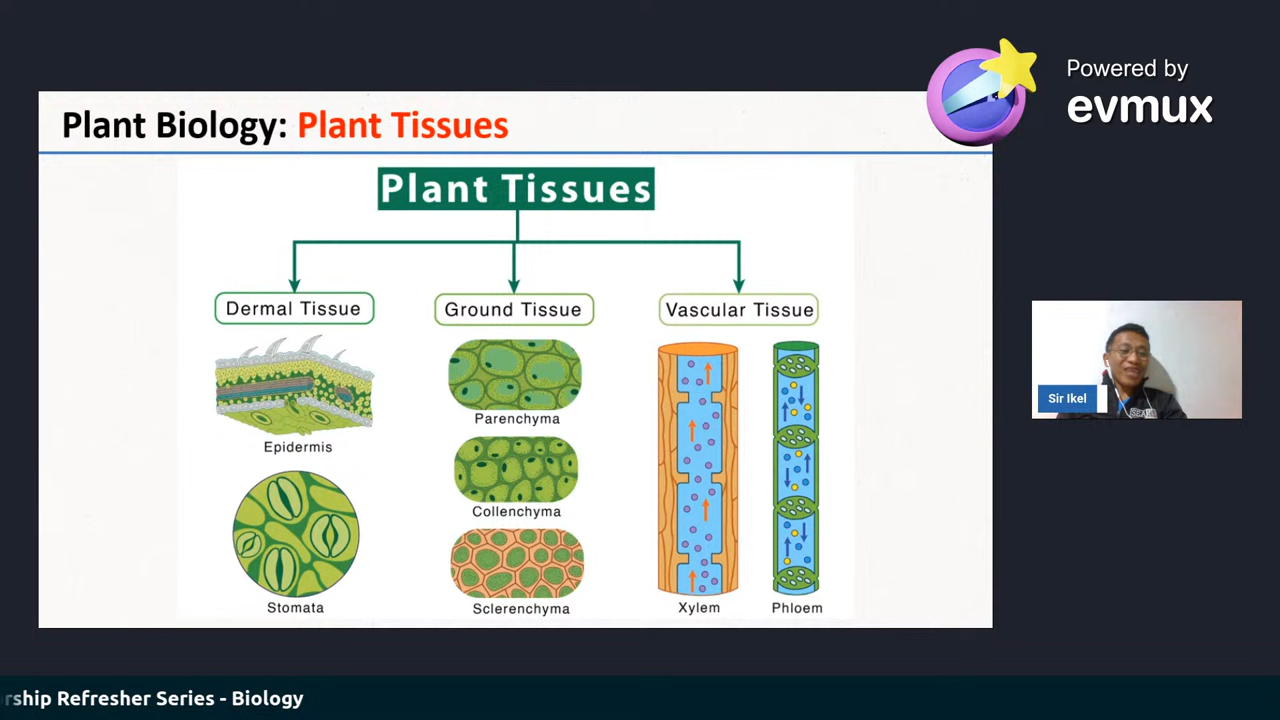 Powered by
evmux
Plant Biology: Plant Tissues
Plant Tissues
Dermal Tissue
Ground Tissue
Vascular Tissue
Epidermis
Parenchyma
Collenchyma
Stomata
Sclerenchyma
Xylem
Phloem
Sir Ikel
rship Refresher Series - Biology